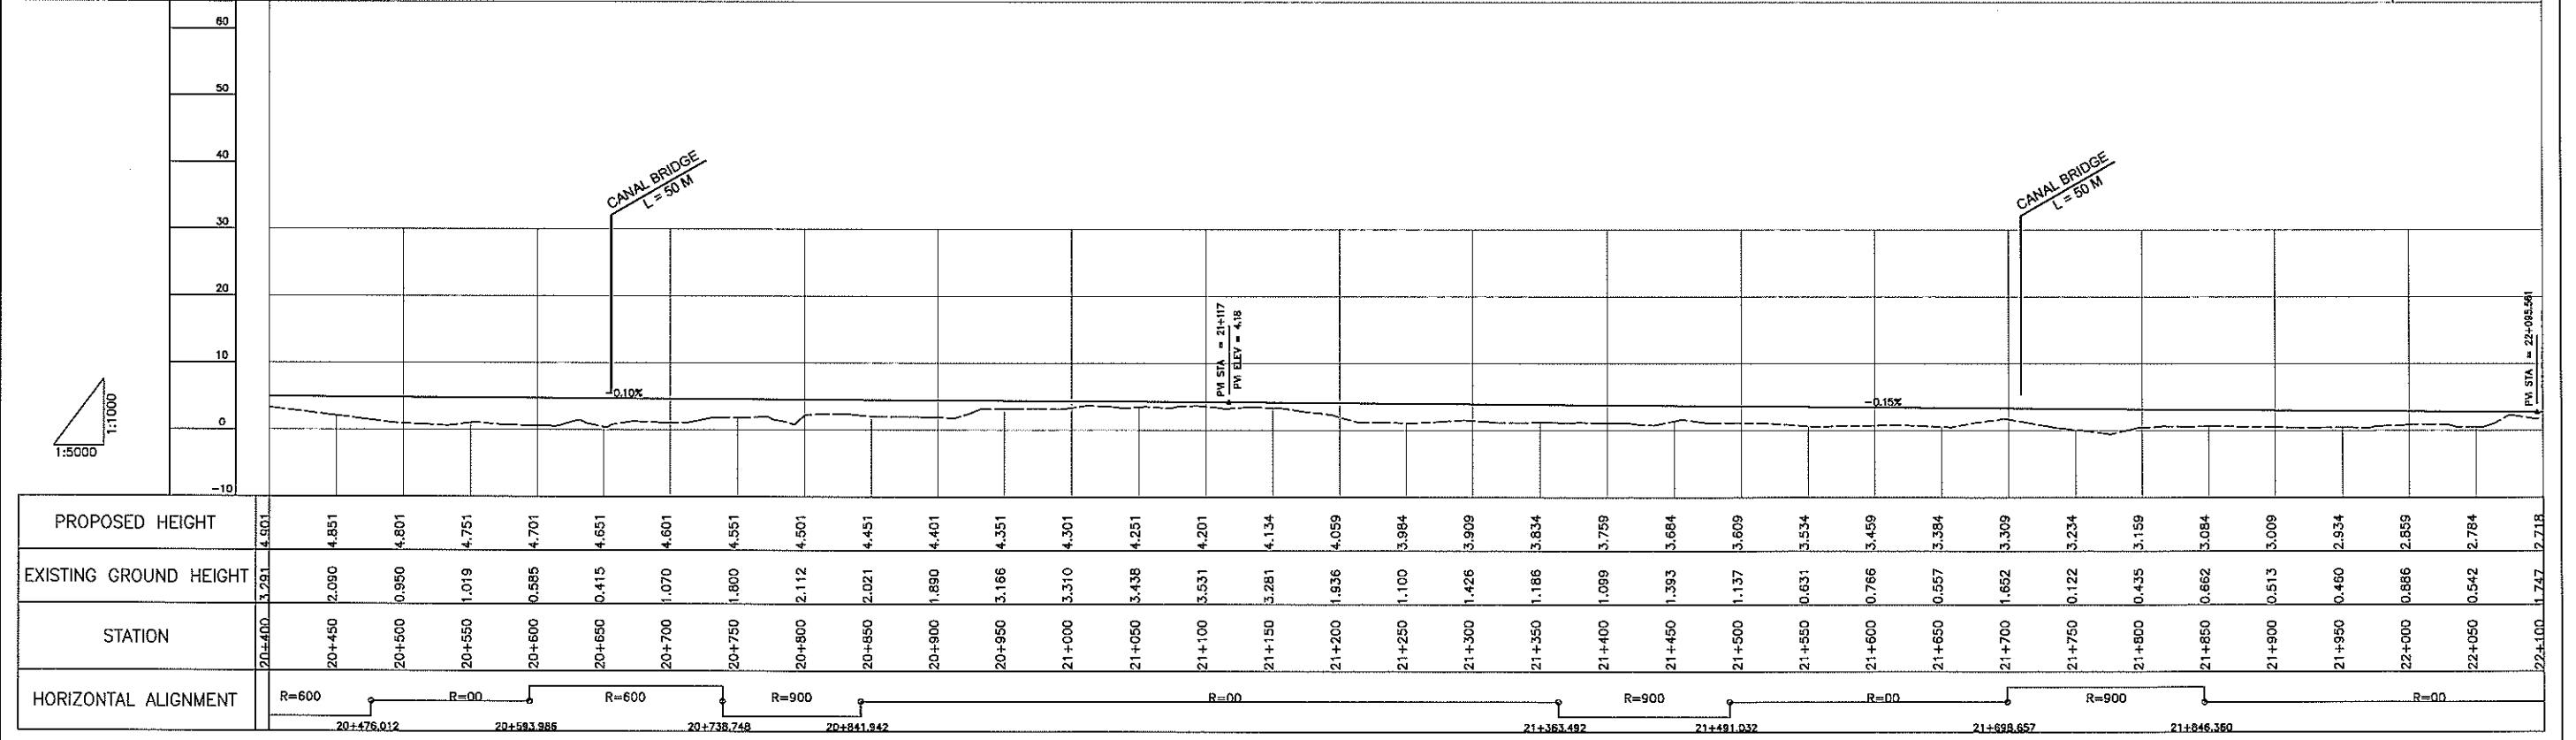 60
50
40
30
20
10
0
-10
1:1000
1:5000
CANAL BRIDGE
L = 50 M
-0.10%
PVI STA = 21+117
PVI ELEV = 4.18
-0.15%
CANAL BRIDGE
L = 50 M
PVI STA = 22+095.561
PROPOSED HEIGHT 4.901 4.851 4.801 4.751 4.701 4.651 4.601 4.551 4.501 4.451 4.401 4.351 4.301 4.251 4.201 4.134 4.059 3.984 3.909 3.834 3.759 3.684 3.609 3.534 3.459 3.384 3.309 3.234 3.159 3.084 3.009 2.934 2.859 2.784 2.718
EXISTING GROUND HEIGHT 3.291 2.090 0.950 1.019 0.585 0.415 1.070 1.800 2.112 2.021 1.890 3.166 3.310 3.438 3.531 3.281 1.936 1.100 1.426 1.186 1.099 1.393 1.137 0.631 0.766 0.557 1.652 0.122 0.435 0.662 0.513 0.460 0.886 0.542 1.747
STATION 20+400 20+450 20+500 20+550 20+600 20+650 20+700 20+750 20+800 20+850 20+900 20+950 21+000 21+050 21+100 21+150 21+200 21+250 21+300 21+350 21+400 21+450 21+500 21+550 21+600 21+650 21+700 21+750 21+800 21+850 21+900 21+950 22+000 22+050 22+100
HORIZONTAL ALIGNMENT R=600 R=00 R=600 R=900 R=00 R=900 R=00 R=900 R=00
20+476.012 20+593.986 20+738.748 20+841.942 21+363.492 21+491.032 21+698.657 21+846.360